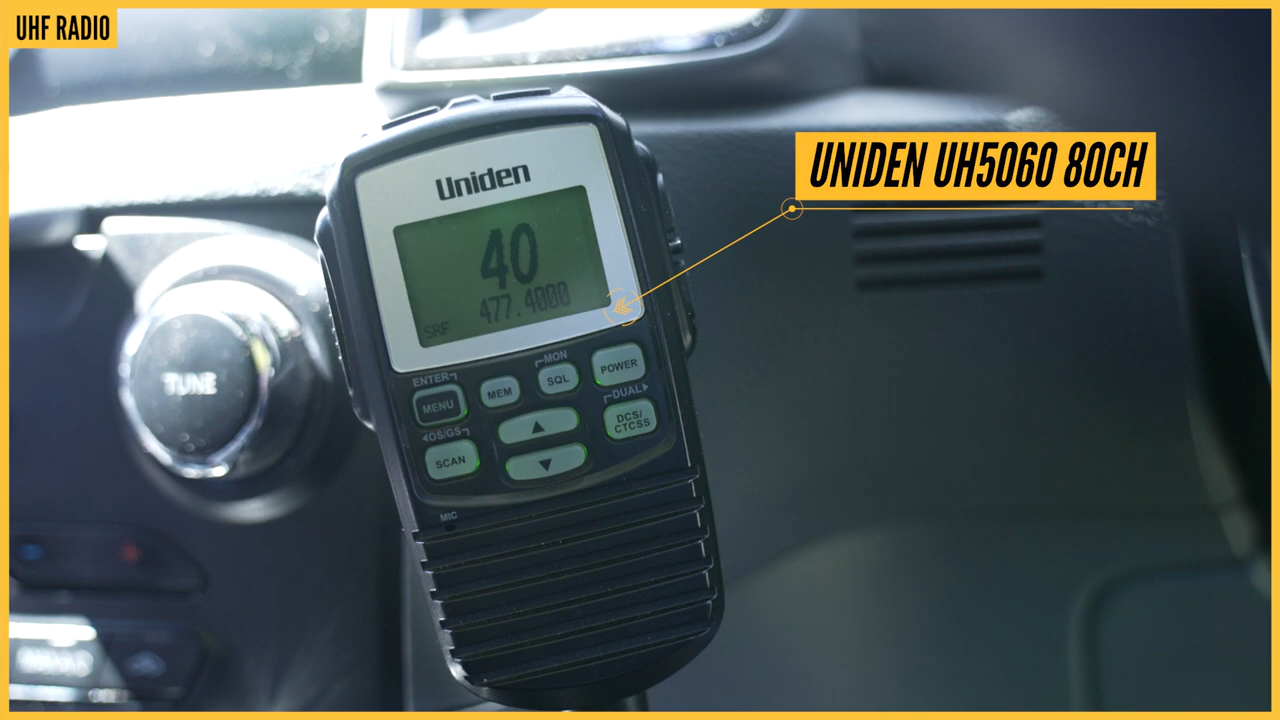 UHF RADIO
UNIDEN UH5060 80CH
Uniden
40
477.4000
SRF
ENTER
MENU
MEM
MON
SQL
POWER
OS/GS
SCAN
▲
▼
DUAL
DCS/
CTCSS
MIC
TUNE